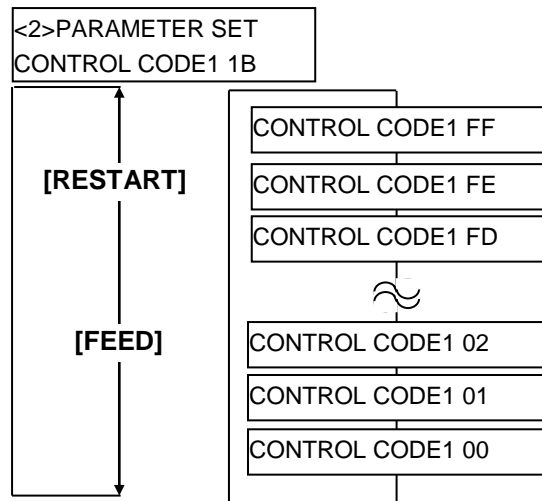 <2>PARAMETER SET
CONTROL CODE1 1B
CONTROL CODE1 FF
[RESTART]
CONTROL CODE1 FE
CONTROL CODE1 FD
[FEED]
CONTROL CODE1 02
CONTROL CODE1 01
CONTROL CODE1 00